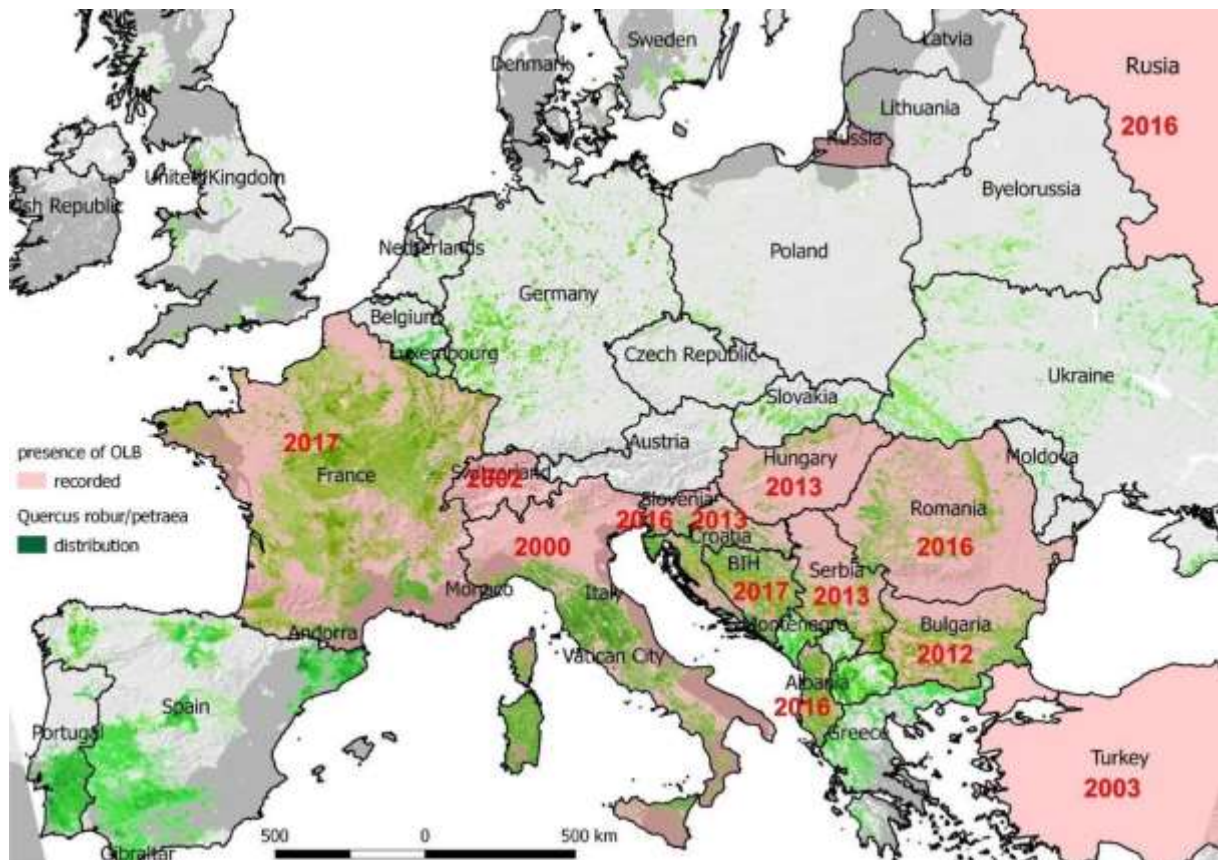 Sweden
Denmark
Latvia
Rusia
Lithuania
2016
Russia
United Kingdom
sh Republic
Byelorussia
Netherlands
Poland
Germany
Belgium
Luxembourg
Czech Republic
Ukraine
Slovakia
2017
Austria
presence of OLB
recorded
France
Switzerland
2002
Hungary
2013
Moldova
Quercus robur/petraea
distribution
Slovenia
2016
2013
Croatia
Romania
2016
2000
BIH
2017
Serbia
2013
Monaco
Italy
Andorra
Montenegro
Bulgaria
2012
Vatican City
Albania
2016
Spain
Portugal
Greece
Turkey
2003
500 0 500 km
Gibraltar